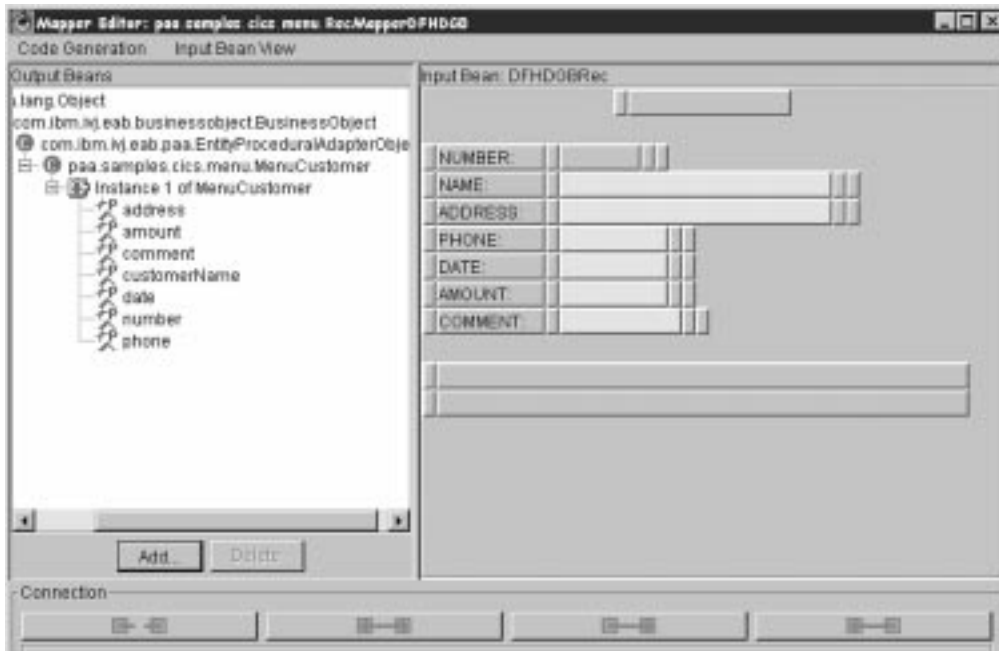 Mapper Editor: paa samples cics menu RecMapperDFHDGB
Code Generation Input Bean View
Output Beans
.lang.Object
com.ibm.ivj.eab.businessobject.BusinessObject
com.ibm.ivj.eab.paa.EntityProceduralAdapterObje
paa.samples.cics.menu.MenuCustomer
Instance 1 of MenuCustomer
address
amount
comment
customerName
date
number
phone
Add...
Delete
Input Bean: DFHDGBRec
NUMBER:
NAME:
ADDRESS:
PHONE:
DATE:
AMOUNT:
COMMENT:
Connection